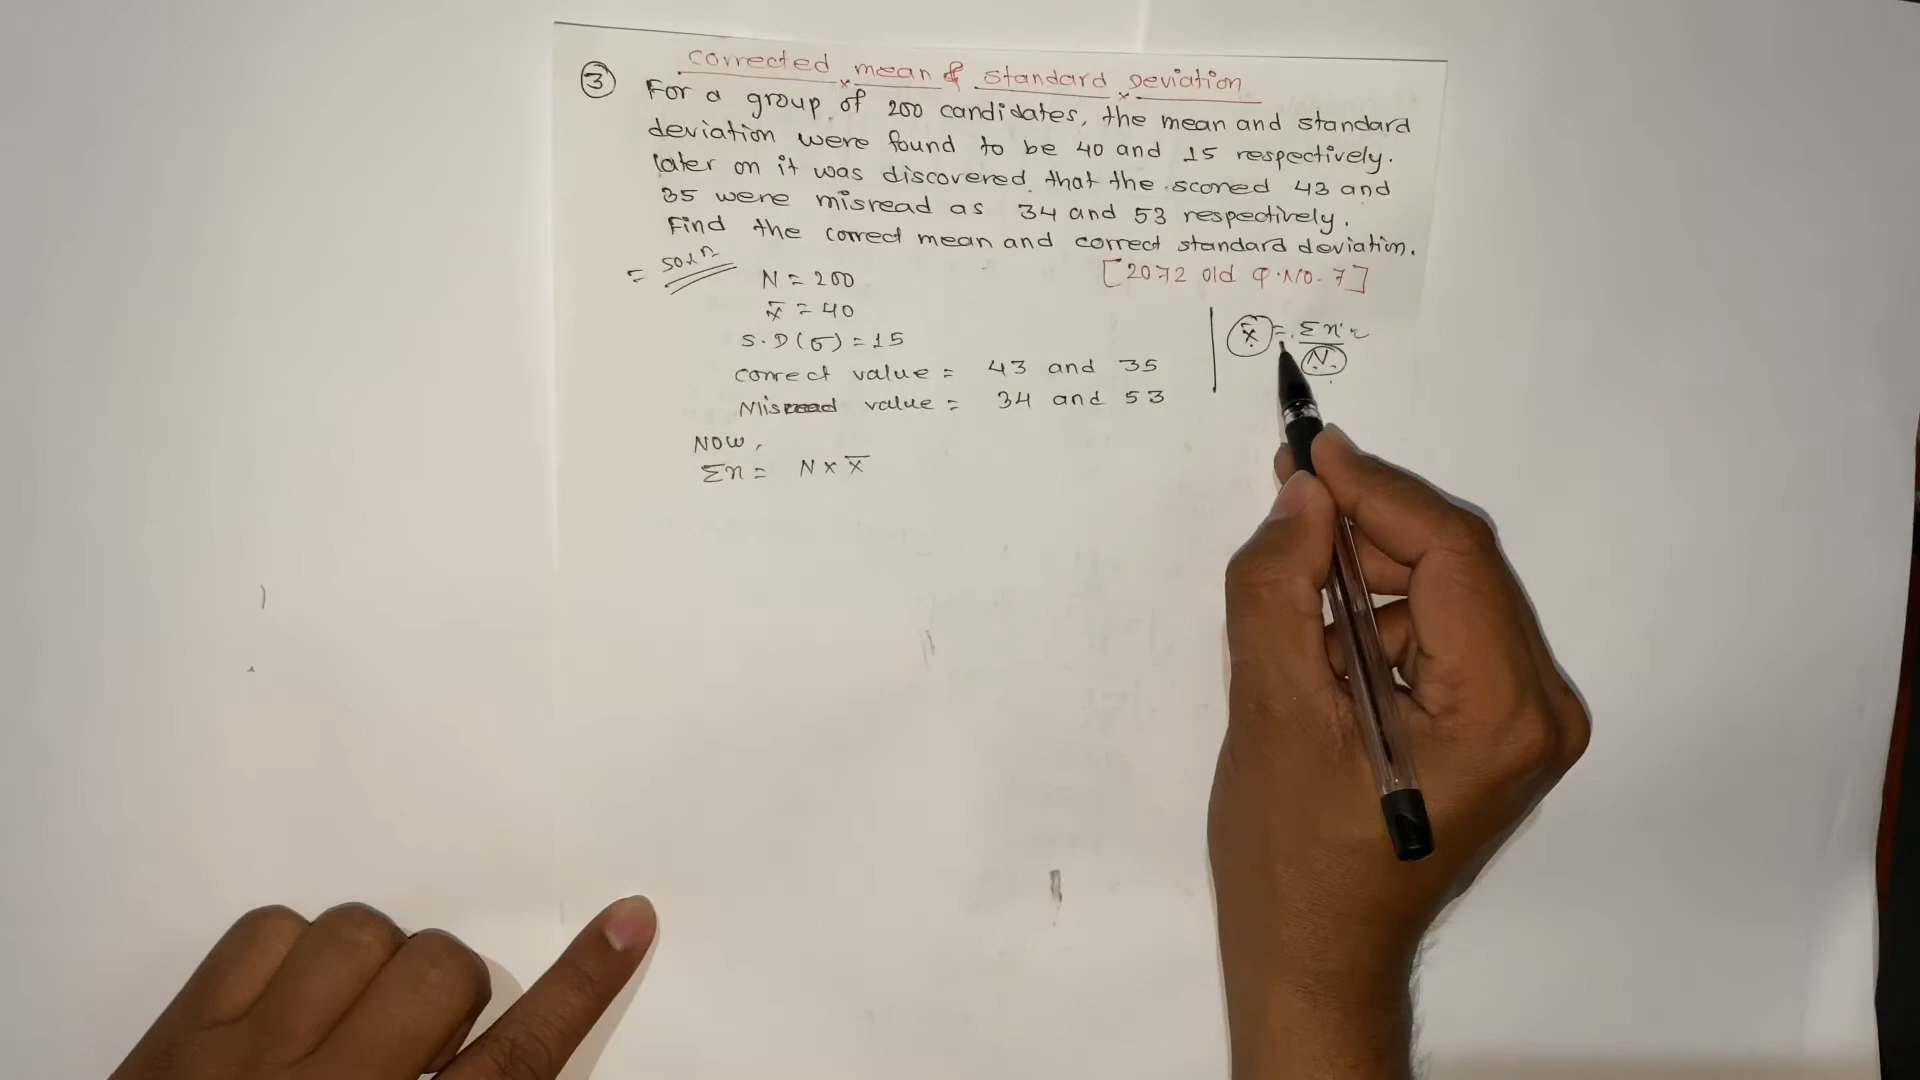 corrected mean & standard Deviation
③ For a group of 200 candidates, the mean and standard
deviation were found to be 40 and 15 respectively.
later on it was discovered that the scored 43 and
35 were misread as 34 and 53 respectively.
Find the correct mean and correct standard deviation.
= soln
[2072 old Q.NO. 7]
N = 200
x̄ = 40
S.D(σ) = 15
correct value = 43 and 35
Misread value = 34 and 53
x̄ = Σx
N
NOW,
Σx = N × x̄